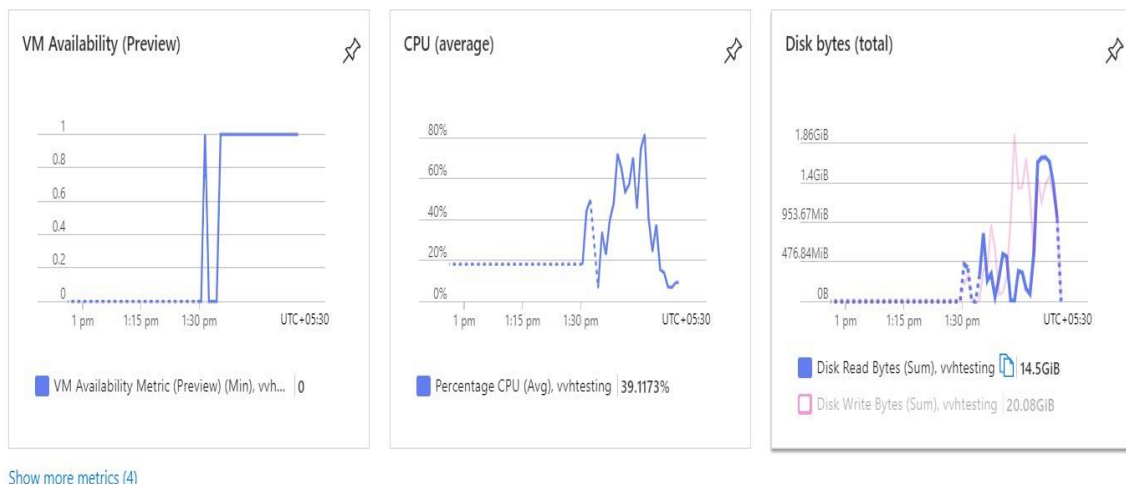 VM Availability (Preview)
1
0.8
0.6
0.4
0.2
0
1 pm 1:15 pm 1:30 pm UTC+05:30
VM Availability Metric (Preview) (Min), vvh... 0
CPU (average)
80%
60%
40%
20%
0%
1 pm 1:15 pm 1:30 pm UTC+05:30
Percentage CPU (Avg), vvhtesting 39.1173%
Disk bytes (total)
1.86GiB
1.4GiB
953.67MiB
476.84MiB
0B
1 pm 1:15 pm 1:30 pm UTC+05:30
Disk Read Bytes (Sum), vvhtesting 14.5GiB
Disk Write Bytes (Sum), vvhtesting 20.08GiB
Show more metrics (4)